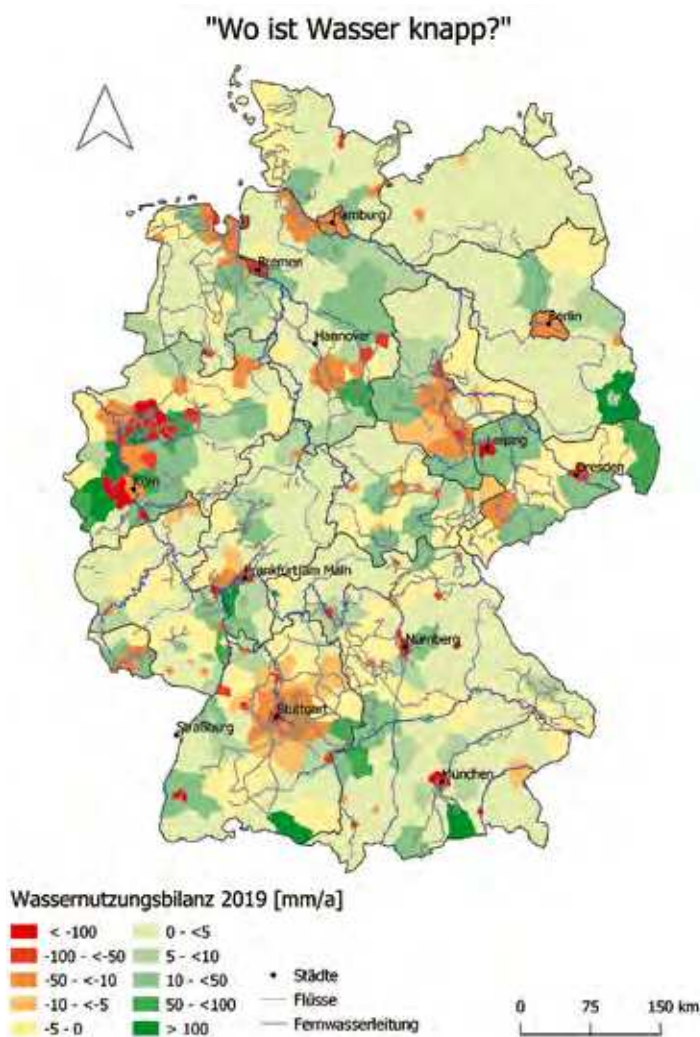 "Wo ist Wasser knapp?"
Hamburg
Bremen
Berlin
Hannover
Leipzig
Dresden
Köln
Frankfurt am Main
Nürnberg
Stuttgart
Straßburg
München
Wassernutzungsbilanz 2019 [mm/a]
< -100
-100 - <-50
-50 - <-10
-10 - <-5
-5 - 0
0 - <5
5 - <10
10 - <50
50 - <100
> 100
Städte
Flüsse
Fernwasserleitung
0 75 150 km